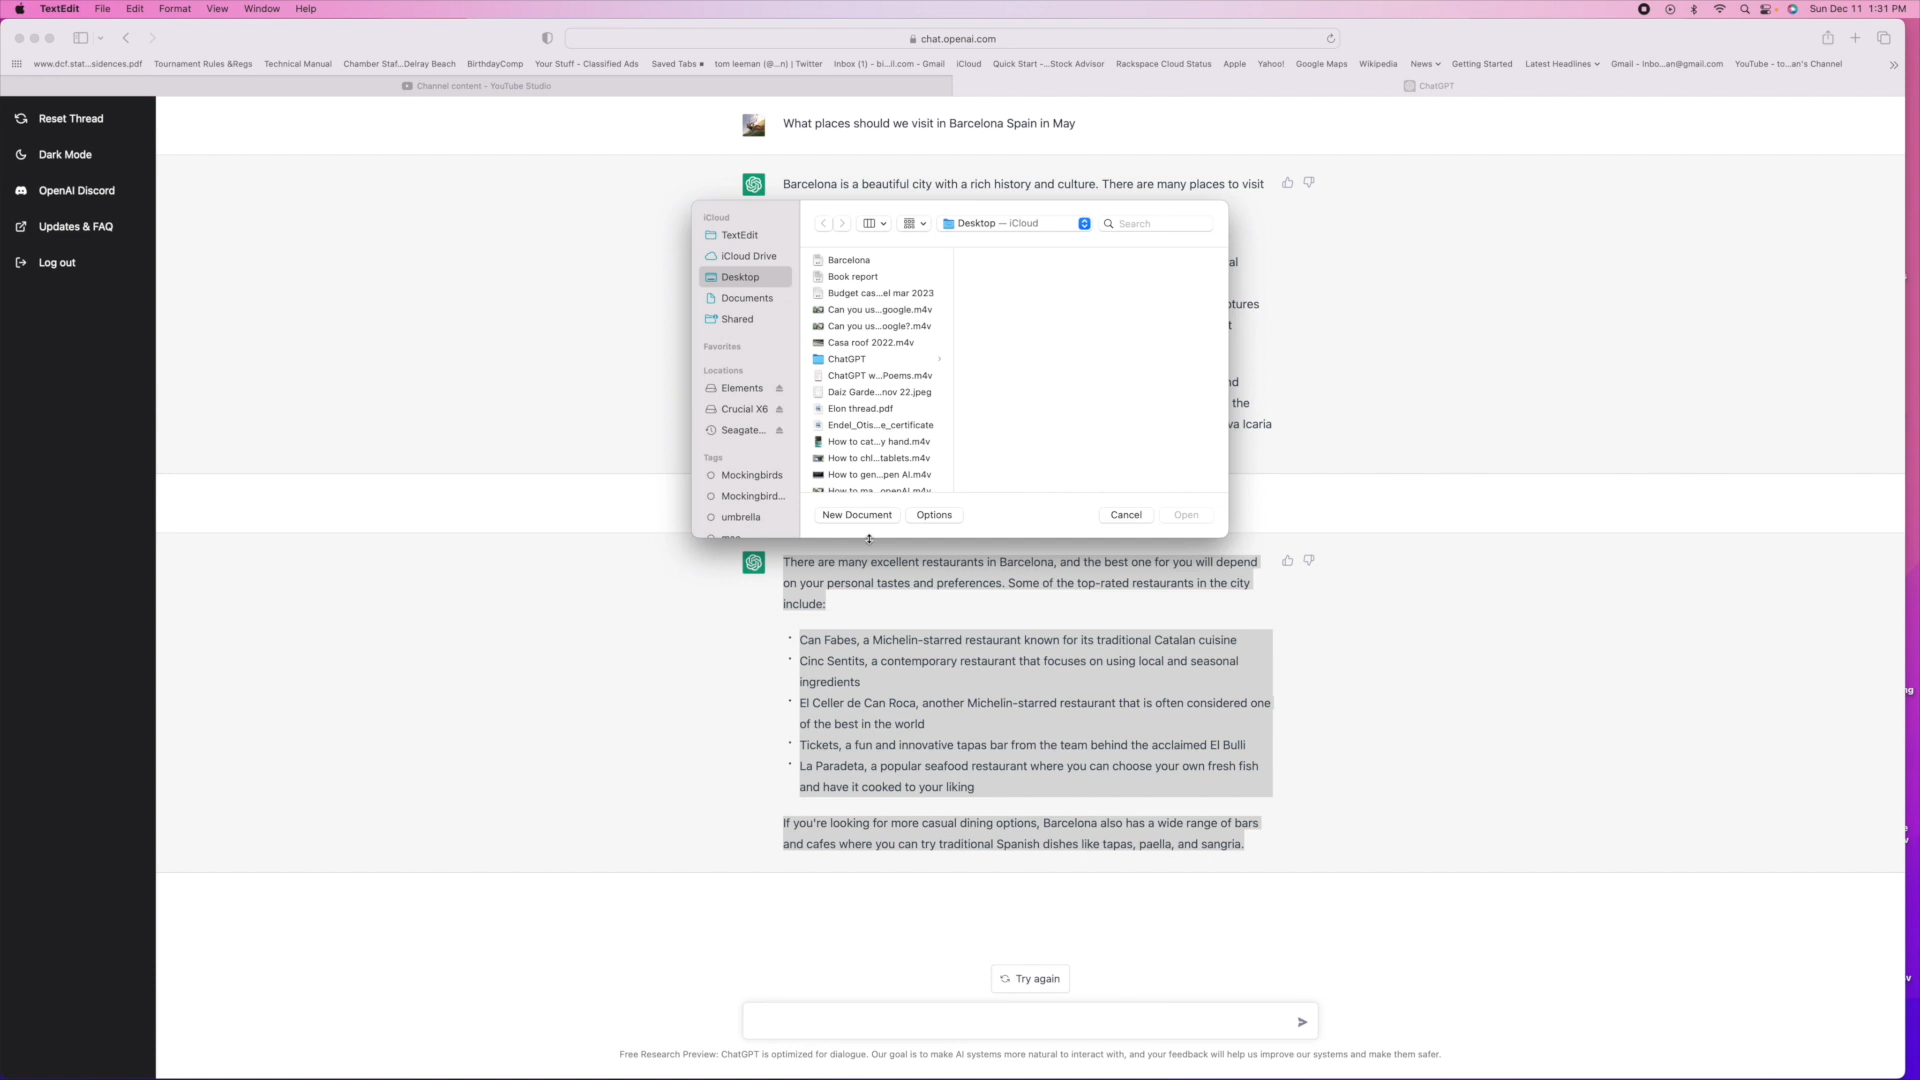 TextEdit File Edit Format View Window Help Sun Dec 11 1:31 PM
chat.openai.com
www.dcf.stat...sidences.pdf Tournament Rules &Regs Technical Manual Chamber Staf...Delray Beach BirthdayComp Your Stuff - Classified Ads Saved Tabs tom leeman (@...n) | Twitter Inbox (1) - bi...il.com - Gmail iCloud Quick Start -...Stock Advisor Rackspace Cloud Status Apple Yahoo! Google Maps Wikipedia News Getting Started Latest Headlines Gmail - Inbo...an@gmail.com YouTube - to...an's Channel
Channel content - YouTube Studio ChatGPT
Reset Thread
Dark Mode
OpenAI Discord
Updates & FAQ
Log out
What places should we visit in Barcelona Spain in May
Barcelona is a beautiful city with a rich history and culture. There are many places to visit
al
tures
t
nd
the
va Icaria
iCloud
TextEdit
iCloud Drive
Desktop
Documents
Shared
Favorites
Locations
Elements
Crucial X6
Seagate...
Tags
Mockingbirds
Mockingbird...
umbrella
Desktop — iCloud
Search
Barcelona
Book report
Budget cas...el mar 2023
Can you us...google.m4v
Can you us...oogle?.m4v
Casa roof 2022.m4v
ChatGPT
ChatGPT w...Poems.m4v
Daiz Garde...nov 22.jpeg
Elon thread.pdf
Endel_Otis...e_certificate
How to cat...y hand.m4v
How to chl...tablets.m4v
How to gen...pen AI.m4v
How to ma...openAI.m4v
New Document Options Cancel Open
There are many excellent restaurants in Barcelona, and the best one for you will depend
on your personal tastes and preferences. Some of the top-rated restaurants in the city
include:
• Can Fabes, a Michelin-starred restaurant known for its traditional Catalan cuisine
• Cinc Sentits, a contemporary restaurant that focuses on using local and seasonal
ingredients
• El Celler de Can Roca, another Michelin-starred restaurant that is often considered one
of the best in the world
• Tickets, a fun and innovative tapas bar from the team behind the acclaimed El Bulli
• La Paradeta, a popular seafood restaurant where you can choose your own fresh fish
and have it cooked to your liking
If you're looking for more casual dining options, Barcelona also has a wide range of bars
and cafes where you can try traditional Spanish dishes like tapas, paella, and sangria.
Try again
Free Research Preview: ChatGPT is optimized for dialogue. Our goal is to make AI systems more natural to interact with, and your feedback will help us improve our systems and make them safer.